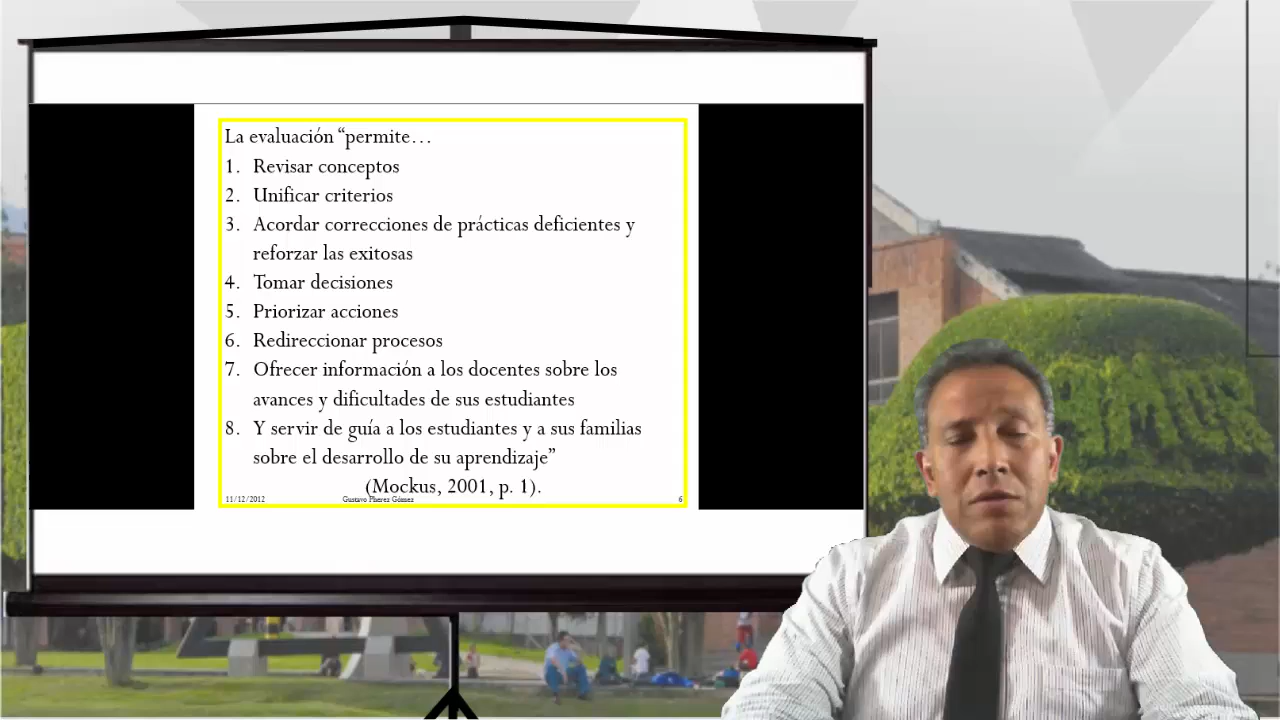 La evaluación “permite…
1. Revisar conceptos
2. Unificar criterios
3. Acordar correcciones de prácticas deficientes y
reforzar las exitosas
4. Tomar decisiones
5. Priorizar acciones
6. Redireccionar procesos
7. Ofrecer información a los docentes sobre los
avances y dificultades de sus estudiantes
8. Y servir de guía a los estudiantes y a sus familias
sobre el desarrollo de su aprendizaje”
(Mockus, 2001, p. 1).
11/12/2012 Gustavo Pherez Gómez 6